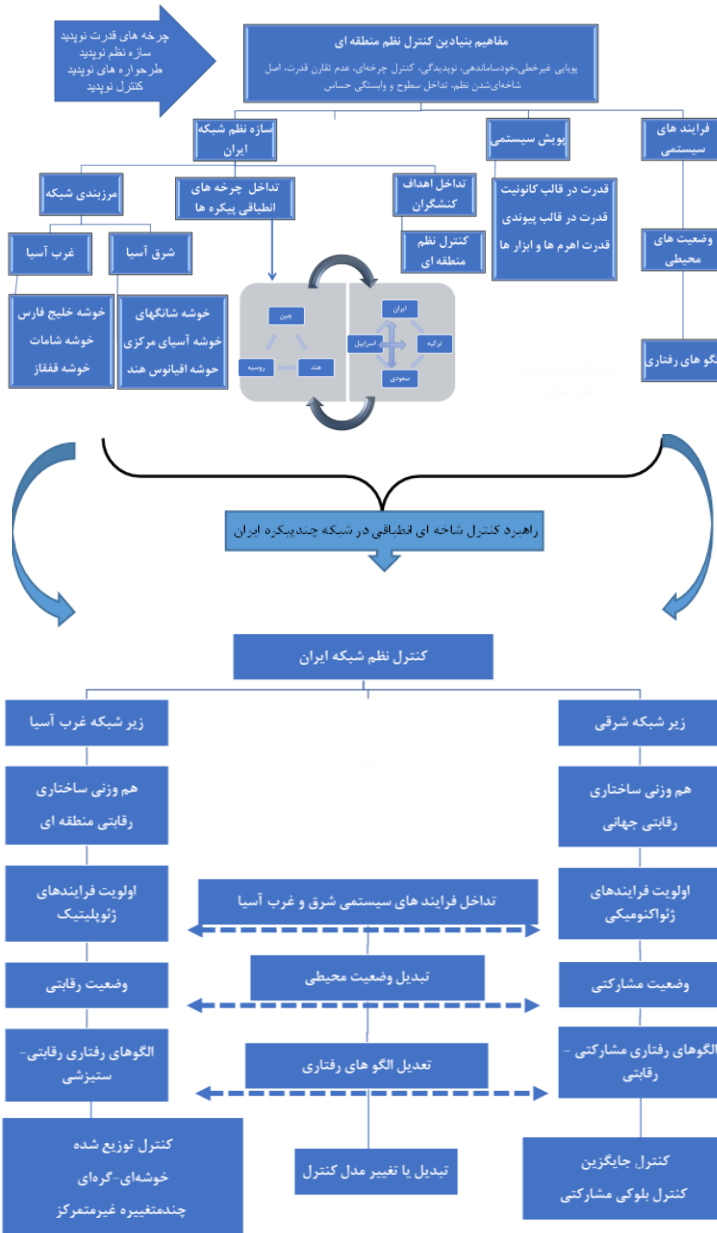 چرخه های قدرت نوپدید
سازه نظم نوپدید
طرحواره های نوپدید
کنترل نوپدید
مفاهیم بنیادین کنترل نظم منطقه ای
پویایی غیرخطی،خودساماندهی، نوپدیدگی، کنترل چرخه‌ای، عدم تقارن قدرت، اصل
شاخه‌ای‌شدن نظم، تداخل سطوح و وابستگی حساس
فرایند های
سیستمی
پویش سیستمی
سازه نظم شبکه
ایران
وضعیت های
محیطی
الگو های رفتاری
قدرت در قالب کانونیت
قدرت در قالب پیوندی
قدرت اهرم ها و ابزار ها
تداخل اهداف
کنشگران
تداخل چرخه های
انطباقی پیکره ها
مرزبندی شبکه
کنترل نظم
منطقه ای
شرق آسیا
غرب آسیا
خوشه شانگهای
خوشه آسیای مرکزی
حوشه اقیانوس هند
خوشه خلیج فارس
خوشه شامات
خوشه قفقاز
ایران
ترکیه
سعودی
اسراییل
چین
هند
روسیه
راهبرد کنترل شاخه ای انطباقی در شبکه چندپیکره ایران
کنترل نظم شبکه ایران
زیر شبکه شرقی
زیر شبکه غرب آسیا
هم وزنی ساختاری
رقابتی جهانی
هم وزنی ساختاری
رقابتی منطقه ای
اولویت فرایندهای
ژئواکنومیکی
تداخل فرایند های سیستمی شرق و غرب آسیا
اولویت فرایندهای
ژئوپلیتیک
وضعیت مشارکتی
تبدیل وضعیت محیطی
وضعیت رقابتی
الگوهای رفتاری مشارکتی –
رقابتی
تعدیل الگو های رفتاری
الگوهای رفتاری رقابتی–
ستیزشی
کنترل جایگزین
کنترل بلوکی مشارکتی
تبدیل یا تغییر مدل کنترل
کنترل توزیع شده
خوشه‌ای-گره‌ای
چندمتغییره غیرمتمرکز